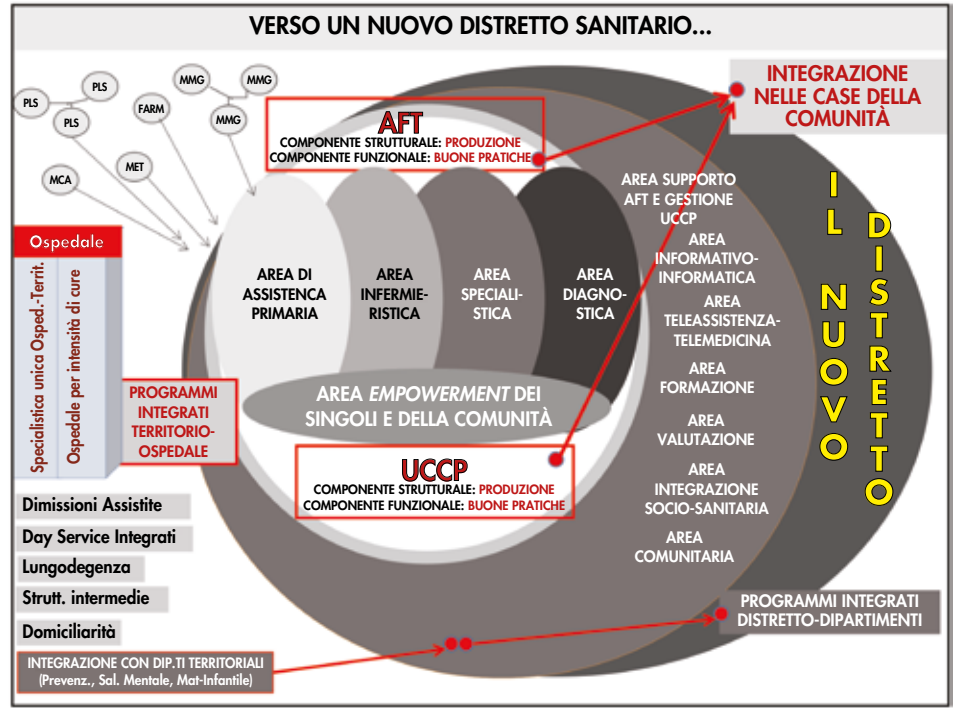 VERSO UN NUOVO DISTRETTO SANITARIO...
PLS
PLS
PLS
FARM
MMG
MMG
MMG
MET
MCA
AFT
COMPONENTE STRUTTURALE: PRODUZIONE
COMPONENTE FUNZIONALE: BUONE PRATICHE
INTEGRAZIONE
NELLE CASE DELLA
COMUNITÀ
Ospedale
Specialistica unica Osped.-Territ.
Ospedale per intensità di cure
PROGRAMMI
INTEGRATI
TERRITORIO-
OSPEDALE
AREA DI
ASSISTENCA
PRIMARIA
AREA
INFERMIE-
RISTICA
AREA
SPECIALI-
STICA
AREA
DIAGNO-
STICA
AREA EMPOWERMENT DEI
SINGOLI E DELLA COMUNITÀ
UCCP
COMPONENTE STRUTTURALE: PRODUZIONE
COMPONENTE FUNZIONALE: BUONE PRATICHE
AREA SUPPORTO
AFT E GESTIONE
UCCP
AREA
INFORMATIVO-
INFORMATICA
AREA
TELEASSISTENZA-
TELEMEDICINA
AREA
FORMAZIONE
AREA
VALUTAZIONE
AREA
INTEGRAZIONE
SOCIO-SANITARIA
AREA
COMUNITARIA
IL NUOVO
DISTRETTO
Dimissioni Assistite
Day Service Integrati
Lungodegenza
Strutt. intermedie
Domiciliarità
INTEGRAZIONE CON DIP.TI TERRITORIALI
(Prevenz., Sal. Mentale, Mat-Infantile)
PROGRAMMI INTEGRATI
DISTRETTO-DIPARTIMENTI